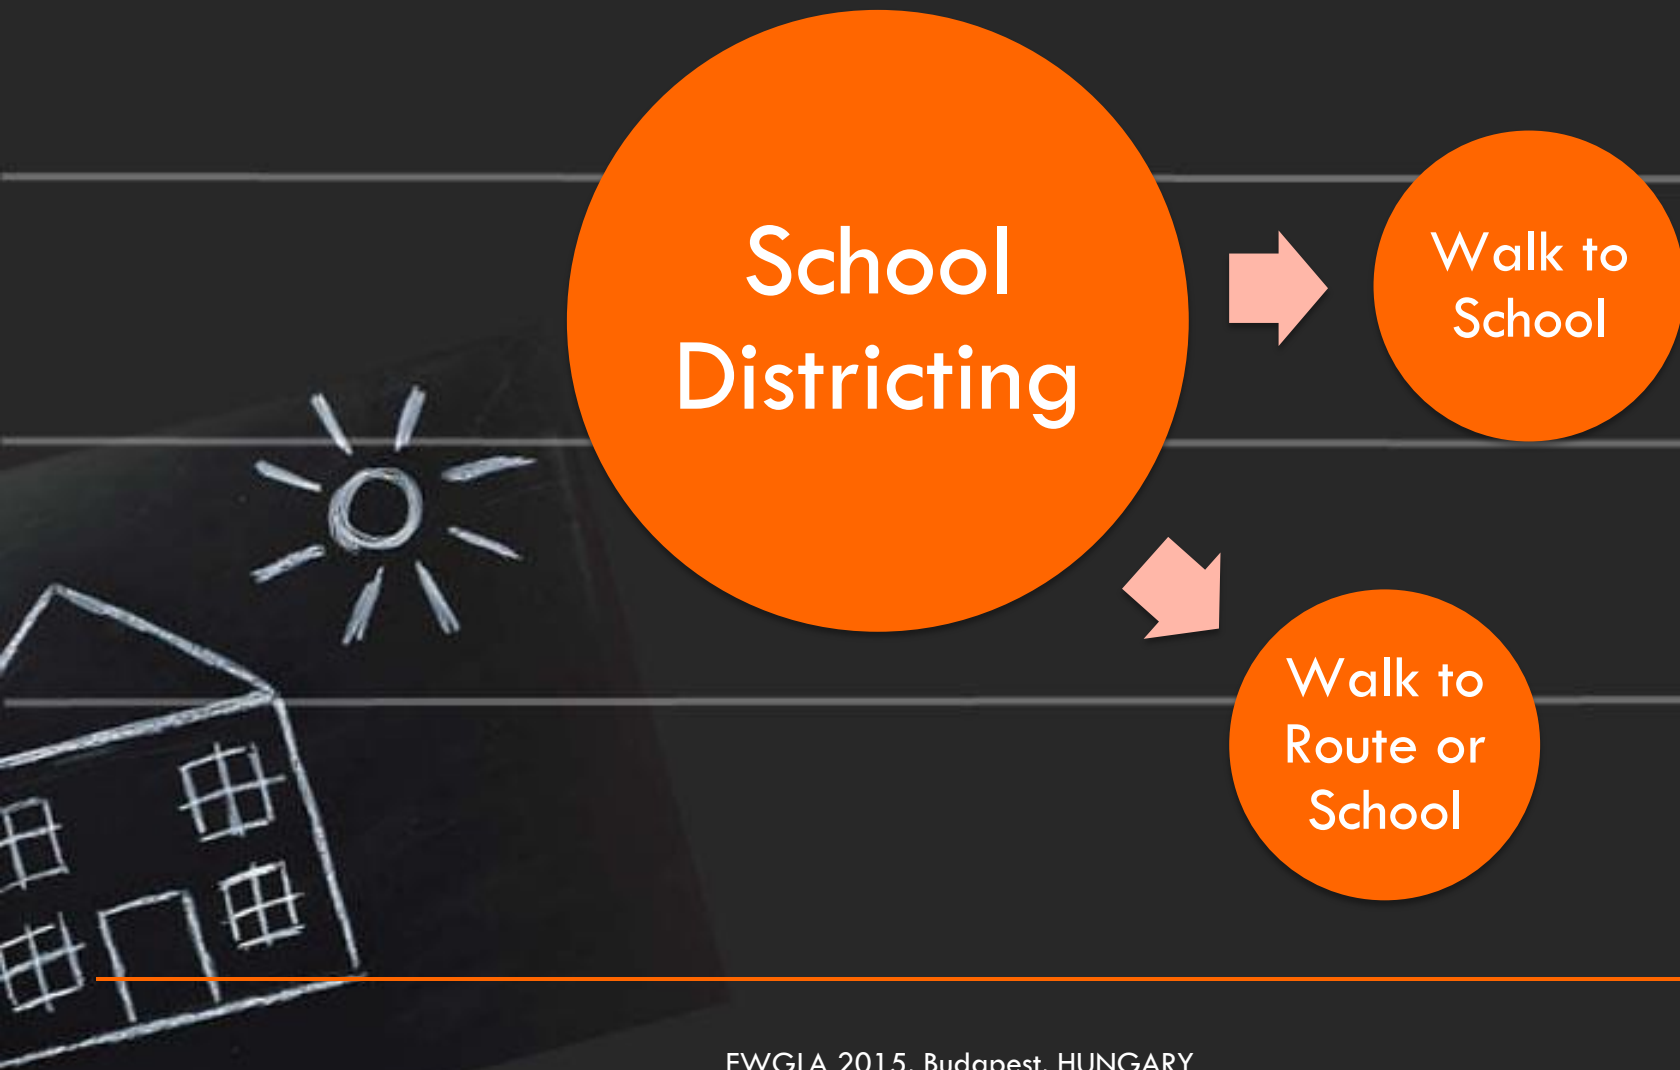 School
Districting
Walk to
School
Walk to
Route or
School
EWGLA 2015, Budapest, HUNGARY